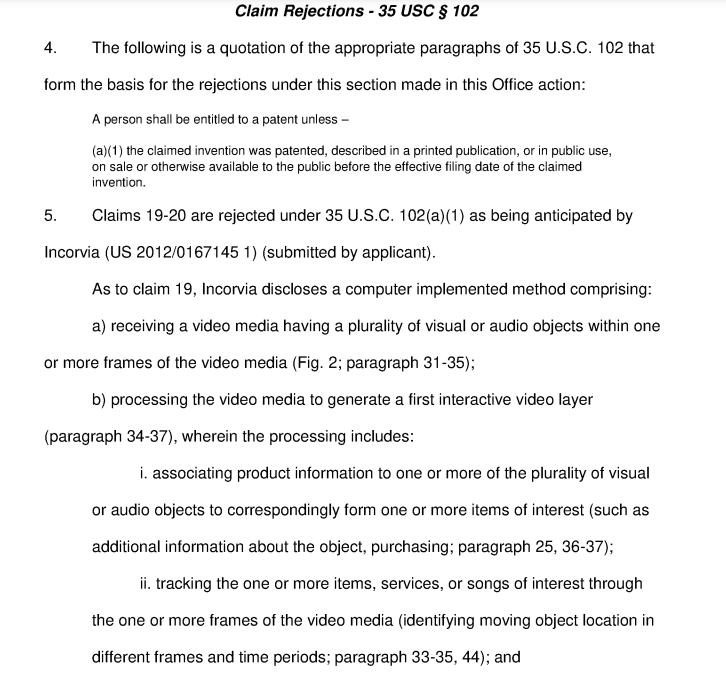 Claim Rejections - 35 USC § 102
4. The following is a quotation of the appropriate paragraphs of 35 U.S.C. 102 that
form the basis for the rejections under this section made in this Office action:
A person shall be entitled to a patent unless –
(a)(1) the claimed invention was patented, described in a printed publication, or in public use,
on sale or otherwise available to the public before the effective filing date of the claimed
invention.
5. Claims 19-20 are rejected under 35 U.S.C. 102(a)(1) as being anticipated by
Incorvia (US 2012/0167145 1) (submitted by applicant).
As to claim 19, Incorvia discloses a computer implemented method comprising:
a) receiving a video media having a plurality of visual or audio objects within one
or more frames of the video media (Fig. 2; paragraph 31-35);
b) processing the video media to generate a first interactive video layer
(paragraph 34-37), wherein the processing includes:
i. associating product information to one or more of the plurality of visual
or audio objects to correspondingly form one or more items of interest (such as
additional information about the object, purchasing; paragraph 25, 36-37);
ii. tracking the one or more items, services, or songs of interest through
the one or more frames of the video media (identifying moving object location in
different frames and time periods; paragraph 33-35, 44); and